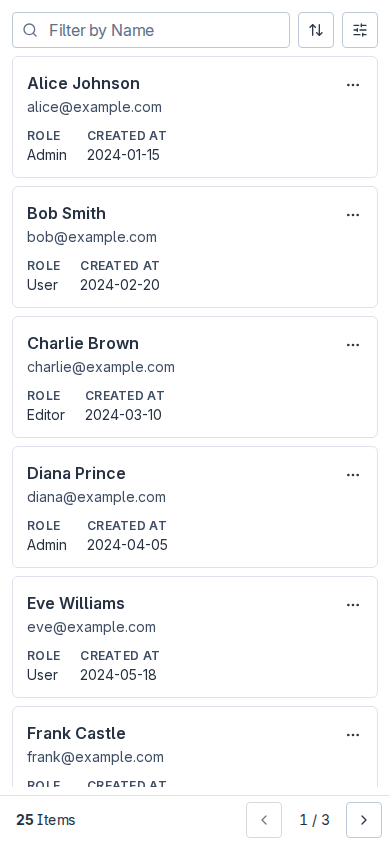 Filter by Name
Alice Johnson
alice@example.com
ROLE CREATED AT
Admin 2024-01-15
Bob Smith
bob@example.com
ROLE CREATED AT
User 2024-02-20
Charlie Brown
charlie@example.com
ROLE CREATED AT
Editor 2024-03-10
Diana Prince
diana@example.com
ROLE CREATED AT
Admin 2024-04-05
Eve Williams
eve@example.com
ROLE CREATED AT
User 2024-05-18
Frank Castle
frank@example.com
ROLE CREATED AT
25 Items 1 / 3